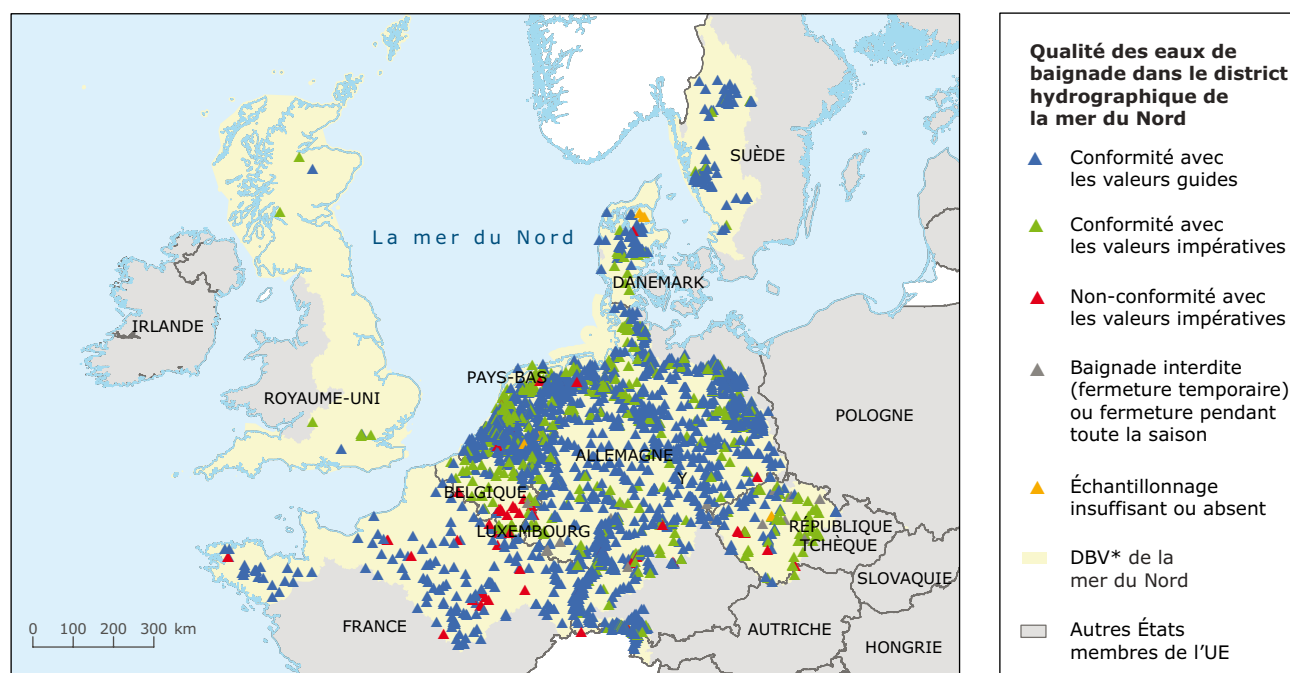 SUÈDE
La mer du Nord
DANEMARK
IRLANDE
PAYS-BAS
ROYAUME-UNI
POLOGNE
ALLEMAGNE
Y
BELGIQUE
LUXEMBOURG
RÉPUBLIQUE
TCHÈQUE
SLOVAQUIE
FRANCE
AUTRICHE
HONGRIE
0 100 200 300 km
Qualité des eaux de
baignade dans le district
hydrographique de
la mer du Nord
Conformité avec
les valeurs guides
Conformité avec
les valeurs impératives
Non-conformité avec
les valeurs impératives
Baignade interdite
(fermeture temporaire)
ou fermeture pendant
toute la saison
Échantillonnage
insuffisant ou absent
DBV* de la
mer du Nord
Autres États
membres de l'UE